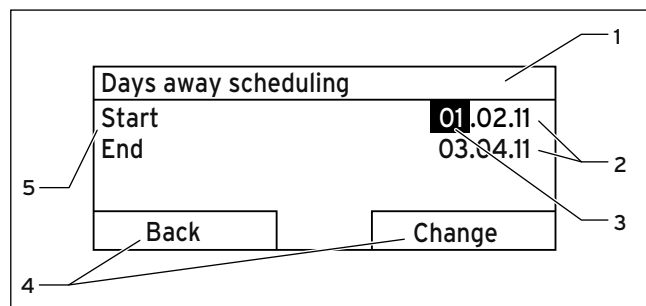 1
Days away scheduling
Start 01.02.11
End 03.04.11
2
5
3
Back Change
4